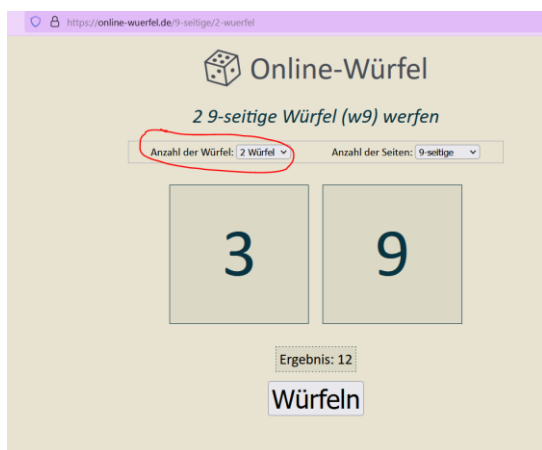 https://online-wuerfel.de/9-seitige/2-wuerfel
Online-Würfel
2 9-seitige Würfel (w9) werfen
Anzahl der Würfel: 2 Würfel Anzahl der Seiten: 9-seitige
3 9
Ergebnis: 12
Würfeln